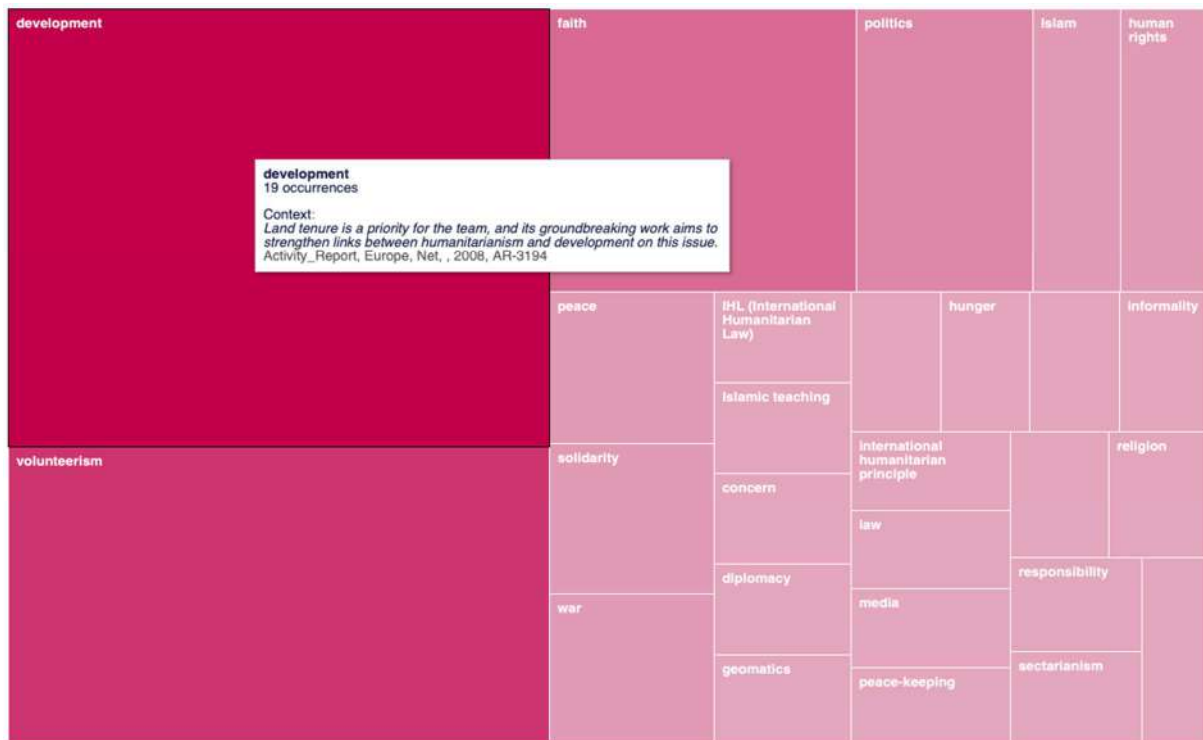 development
faith
politics
Islam
human
rights
development
19 occurrences
Context:
Land tenure is a priority for the team, and its groundbreaking work aims to
strengthen links between humanitarianism and development on this issue.
Activity_Report, Europe, Net, , 2008, AR-3194
peace
IHL (International
Humanitarian
Law)
hunger
informality
Islamic teaching
volunteerism
solidarity
international
humanitarian
principle
religion
concern
law
diplomacy
responsibility
war
media
geomatics
peace-keeping
sectarianism